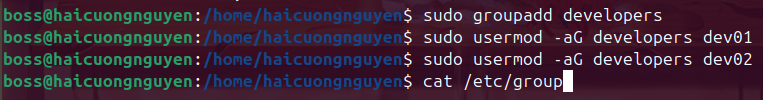 boss@haicuongnguyen:/home/haicuongnguyen$ sudo groupadd developers
boss@haicuongnguyen:/home/haicuongnguyen$ sudo usermod -aG developers dev01
boss@haicuongnguyen:/home/haicuongnguyen$ sudo usermod -aG developers dev02
boss@haicuongnguyen:/home/haicuongnguyen$ cat /etc/group